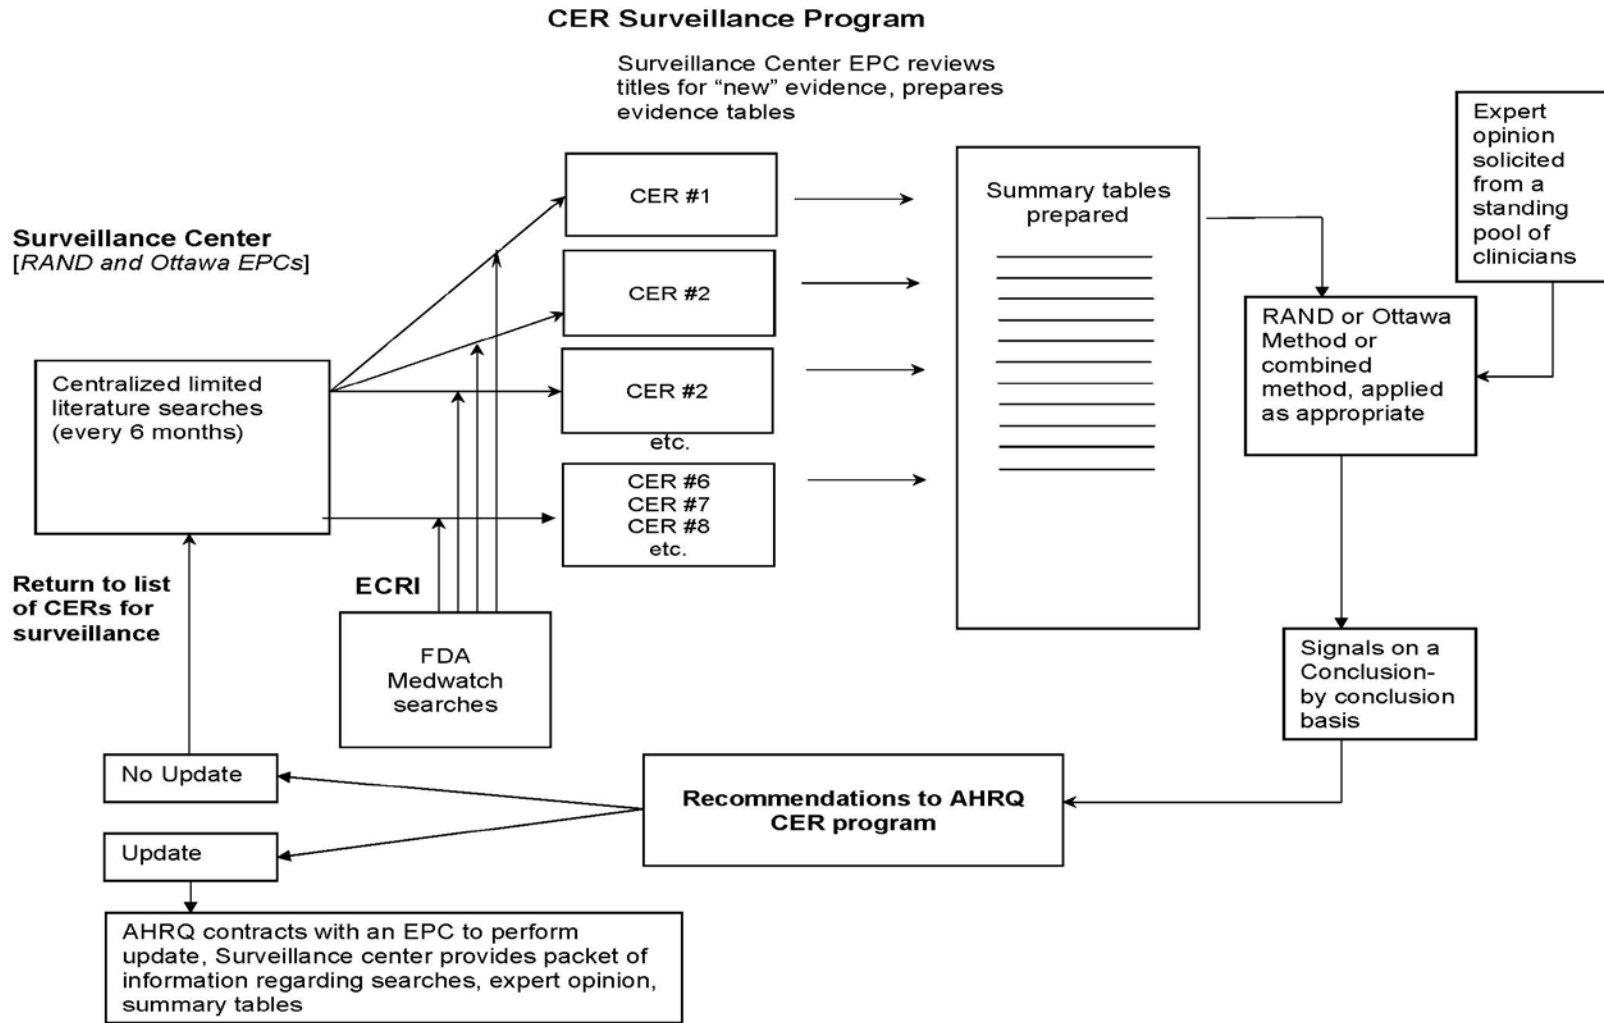 CER Surveillance Program
Surveillance Center EPC reviews
titles for “new” evidence, prepares
evidence tables
Expert
opinion
solicited
from a
standing
pool of
clinicians
CER #1
Summary tables
prepared
Surveillance Center
[RAND and Ottawa EPCs]
CER #2
RAND or Ottawa
Method or
combined
method, applied
as appropriate
Centralized limited
literature searches
(every 6 months)
CER #2
etc.
CER #6
CER #7
CER #8
etc.
Return to list
of CERs for
surveillance
ECRI
FDA
Medwatch
searches
Signals on a
Conclusion-
by conclusion
basis
No Update
Recommendations to AHRQ
CER program
Update
AHRQ contracts with an EPC to perform
update, Surveillance center provides packet of
information regarding searches, expert opinion,
summary tables